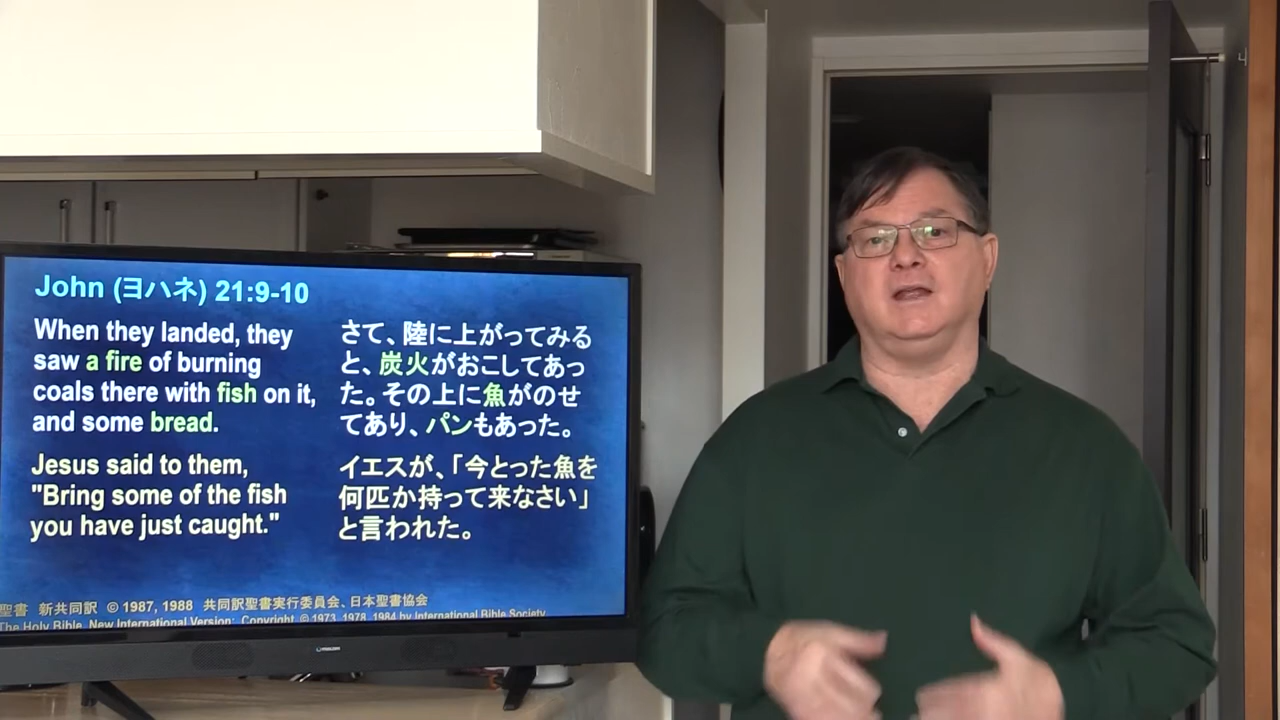 John (ヨハネ) 21:9-10
When they landed, they
saw a fire of burning
coals there with fish on it,
and some bread.
Jesus said to them,
"Bring some of the fish
you have just caught."
さて、陸に上がってみる
と、炭火がおこしてあっ
た。その上に魚がのせ
てあり、パンもあった。
イエスが、「今とった魚を
何匹か持って来なさい」
と言われた。
聖書 新共同訳 © 1987, 1988 共同訳聖書実行委員会、日本聖書協会
The Holy Bible, New International Version; Copyright © 1973, 1978, 1984 by International Bible Society